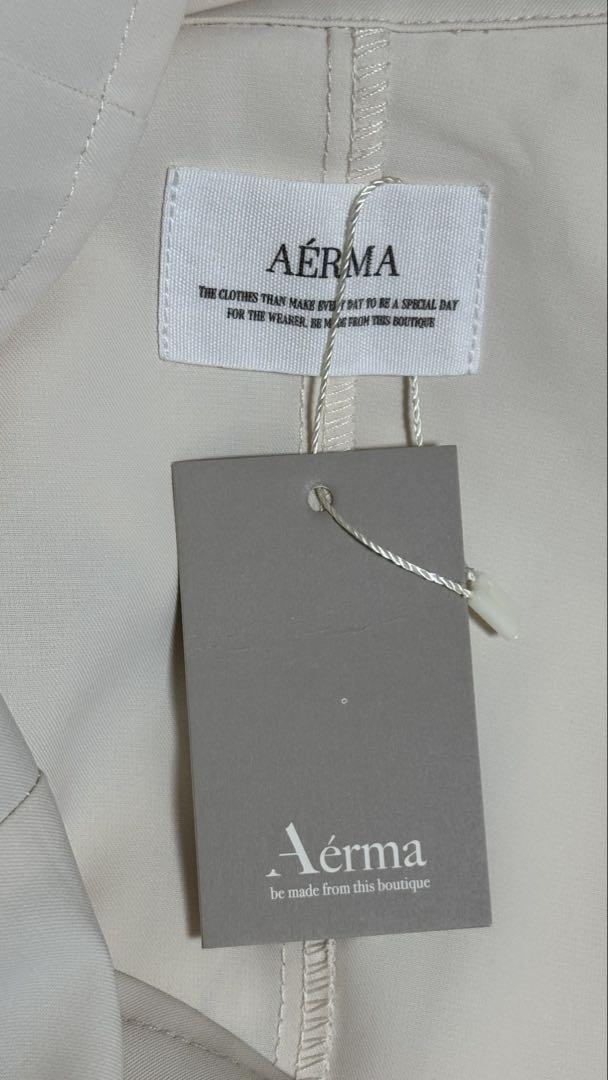 AÉRMA
THE CLOTHES THAN MAKE EVERY DAY TO BE A SPECIAL DAY
FOR THE WEARER, BE MADE FROM THIS BOUTIQUE
Aérma
be made from this boutique